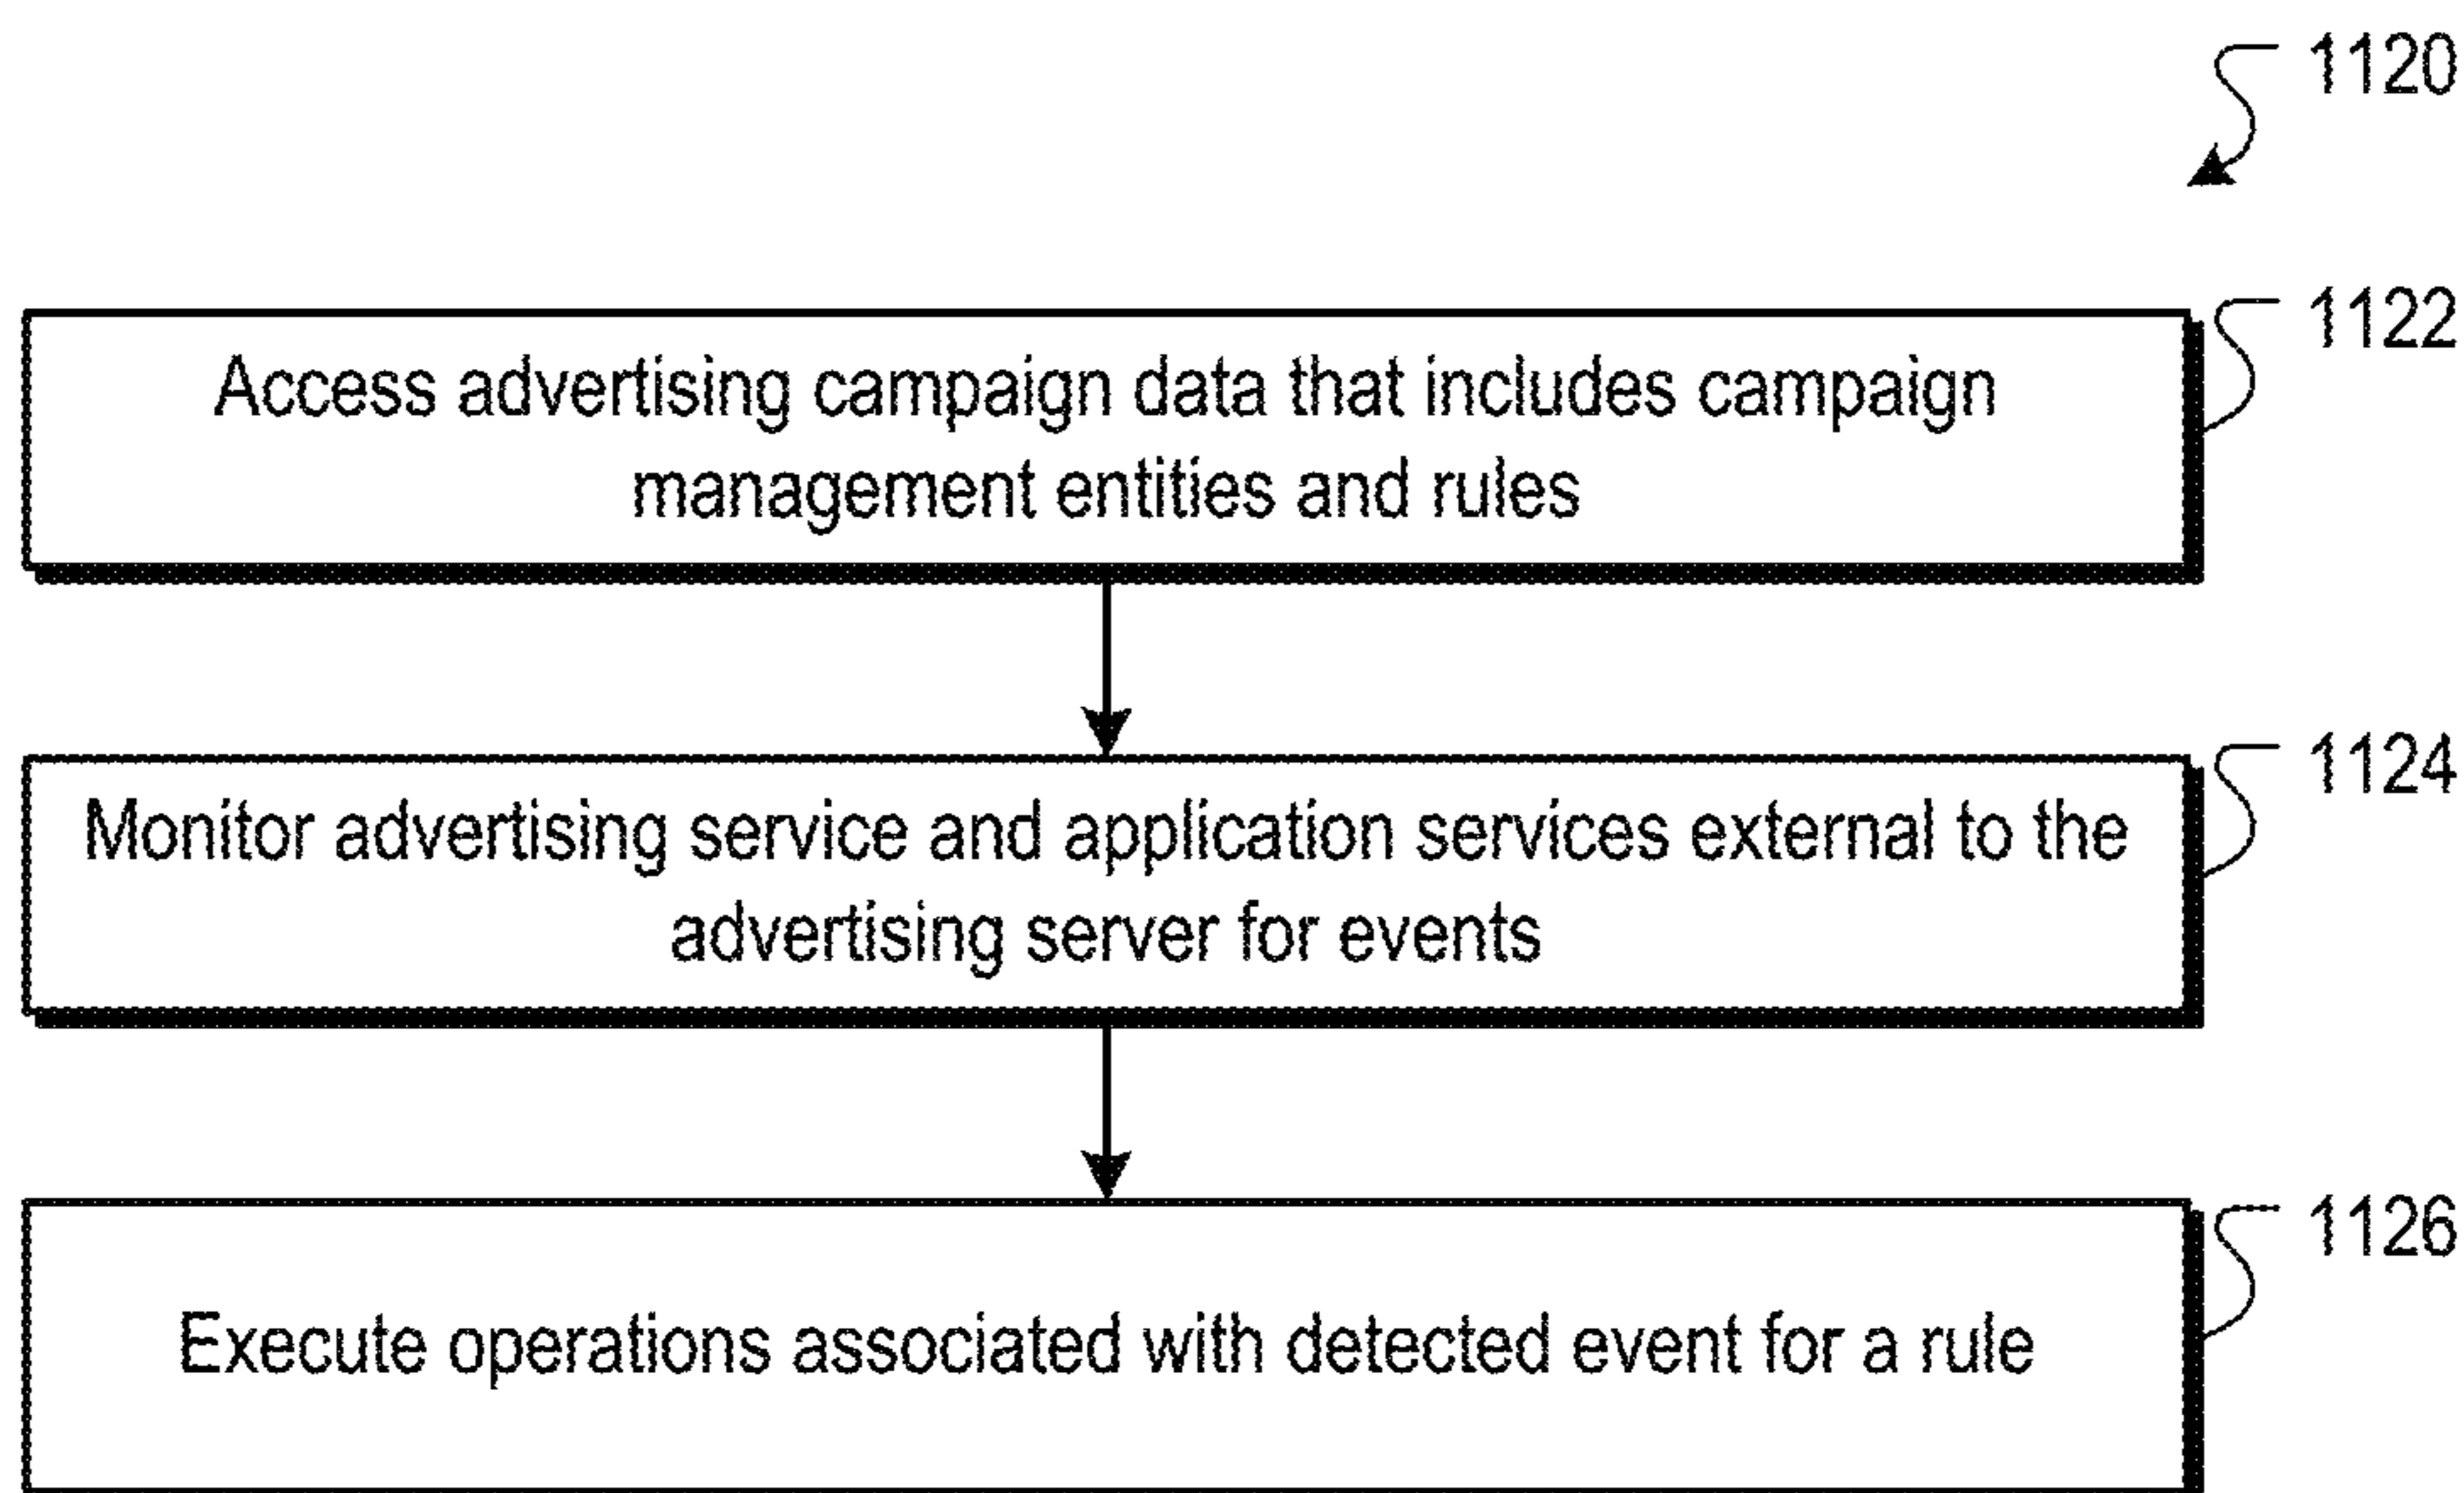 1120
1122
Access advertising campaign data that includes campaign
management entities and rules
1124
Monitor advertising service and application services external to the
advertising server for events
1126
Execute operations associated with detected event for a rule